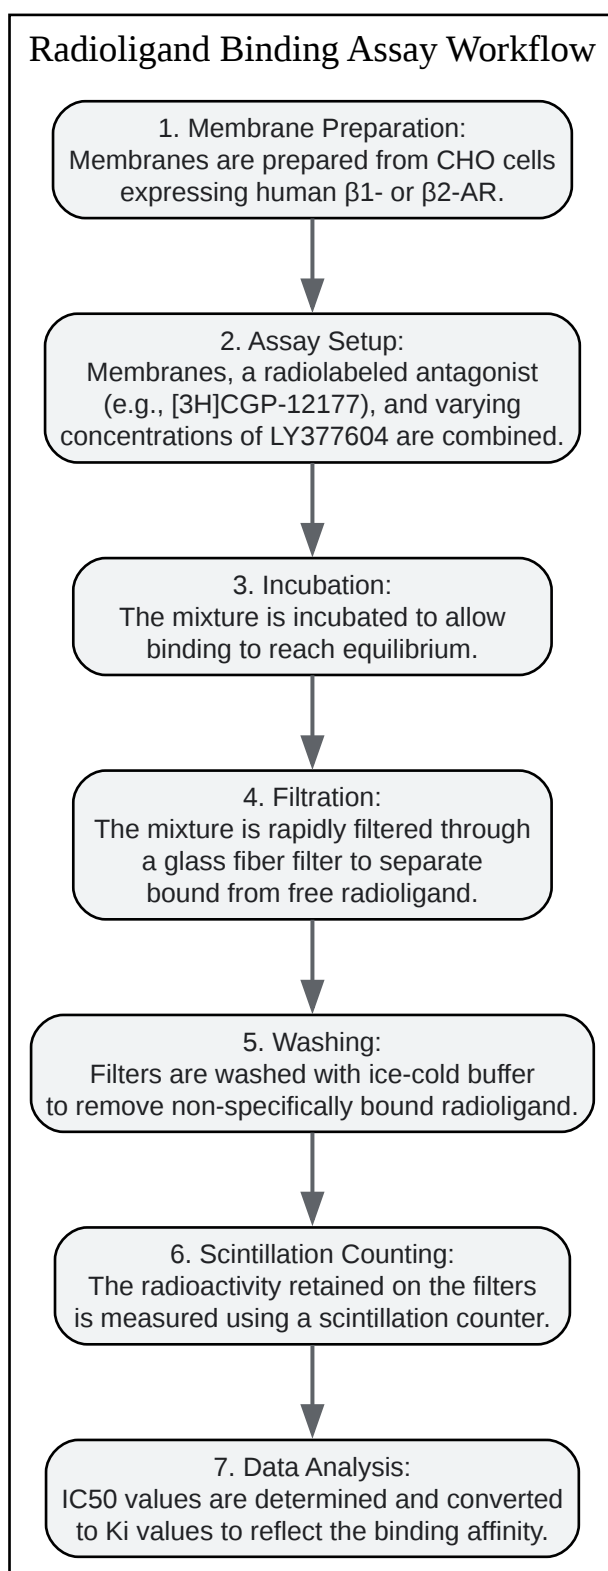 Radioligand Binding Assay Workflow
1. Membrane Preparation:
Membranes are prepared from CHO cells
expressing human β1- or β2-AR.
2. Assay Setup:
Membranes, a radiolabeled antagonist
(e.g., [3H]CGP-12177), and varying
concentrations of LY377604 are combined.
3. Incubation:
The mixture is incubated to allow
binding to reach equilibrium.
4. Filtration:
The mixture is rapidly filtered through
a glass fiber filter to separate
bound from free radioligand.
5. Washing:
Filters are washed with ice-cold buffer
to remove non-specifically bound radioligand.
6. Scintillation Counting:
The radioactivity retained on the filters
is measured using a scintillation counter.
7. Data Analysis:
IC50 values are determined and converted
to Ki values to reflect the binding affinity.